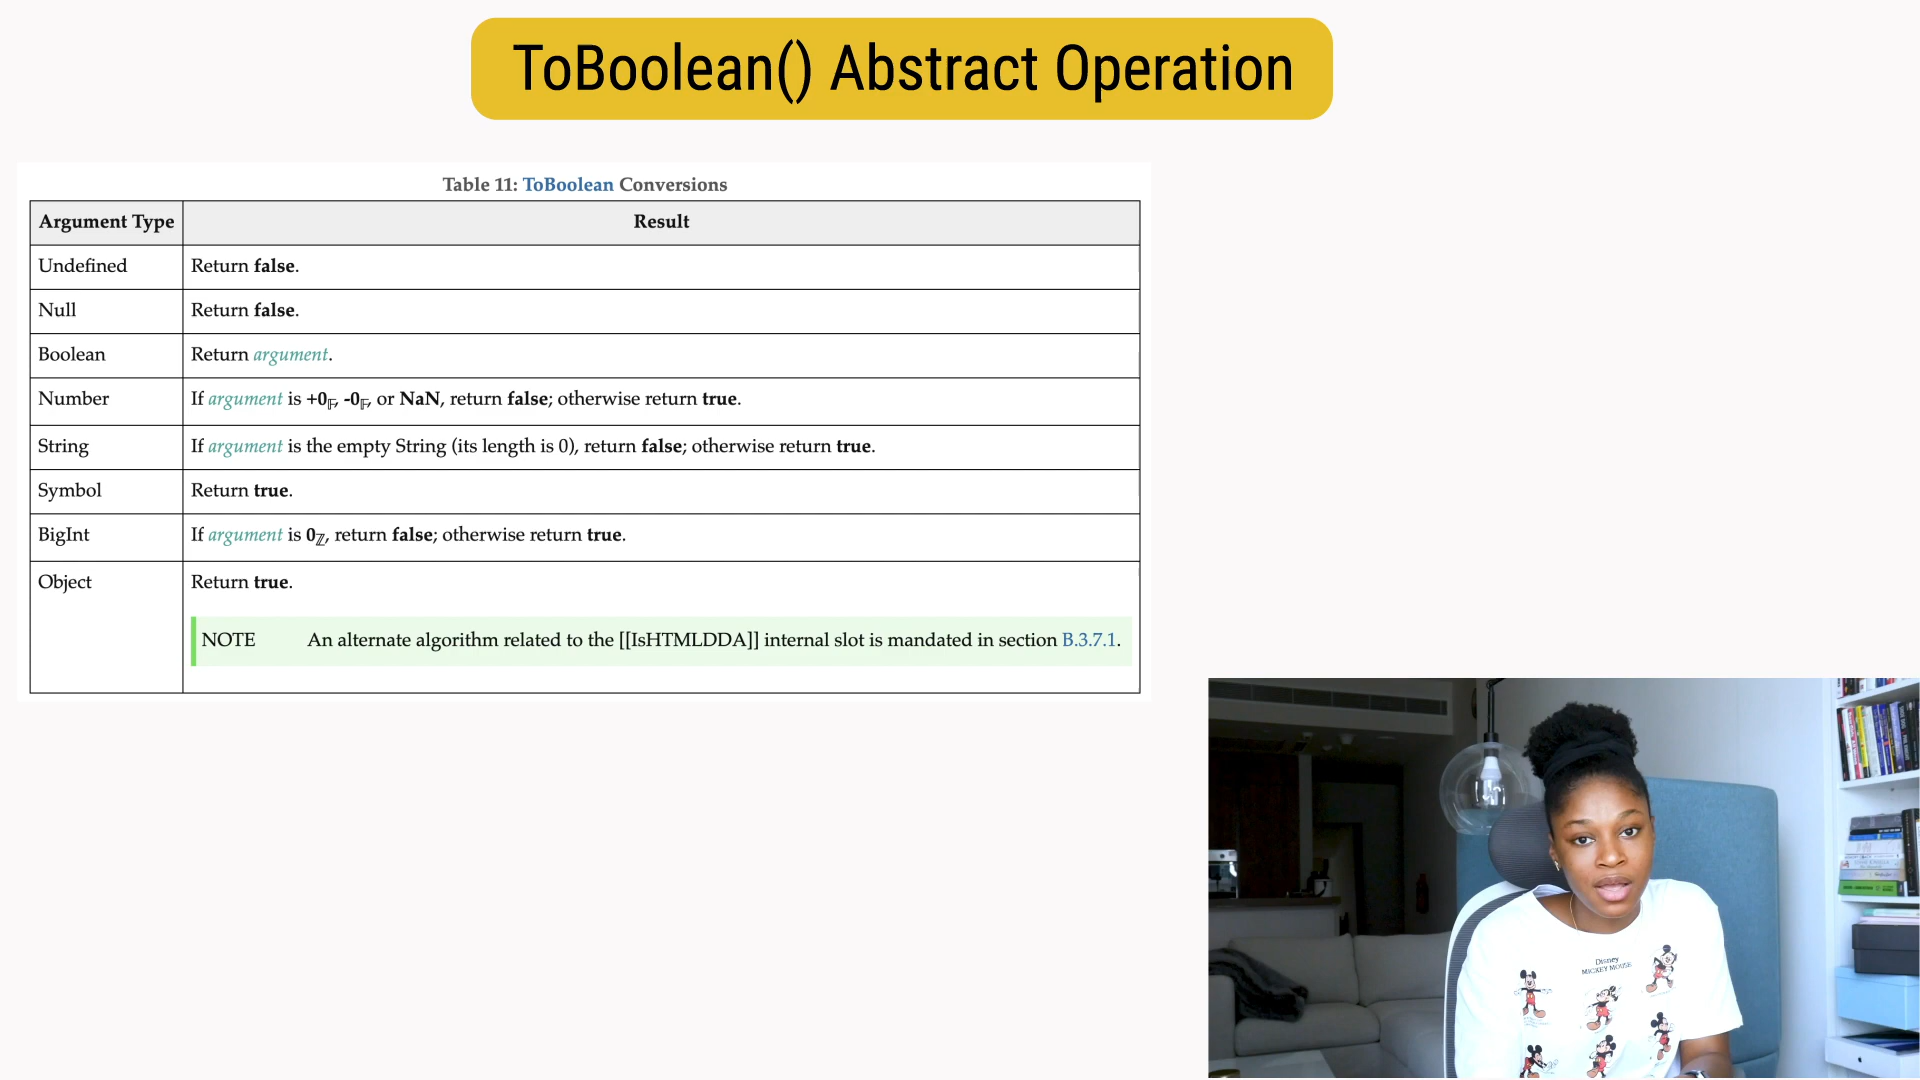 ToBoolean() Abstract Operation
Table 11: ToBoolean Conversions
Argument Type Result
Undefined Return false.
Null Return false.
Boolean Return argument.
Number If argument is +0𝔽, -0𝔽, or NaN, return false; otherwise return true.
String If argument is the empty String (its length is 0), return false; otherwise return true.
Symbol Return true.
BigInt If argument is 0ℤ, return false; otherwise return true.
Object Return true.
NOTE An alternate algorithm related to the [[IsHTMLDDA]] internal slot is mandated in section B.3.7.1.
Disney
MICKEY MOUSE